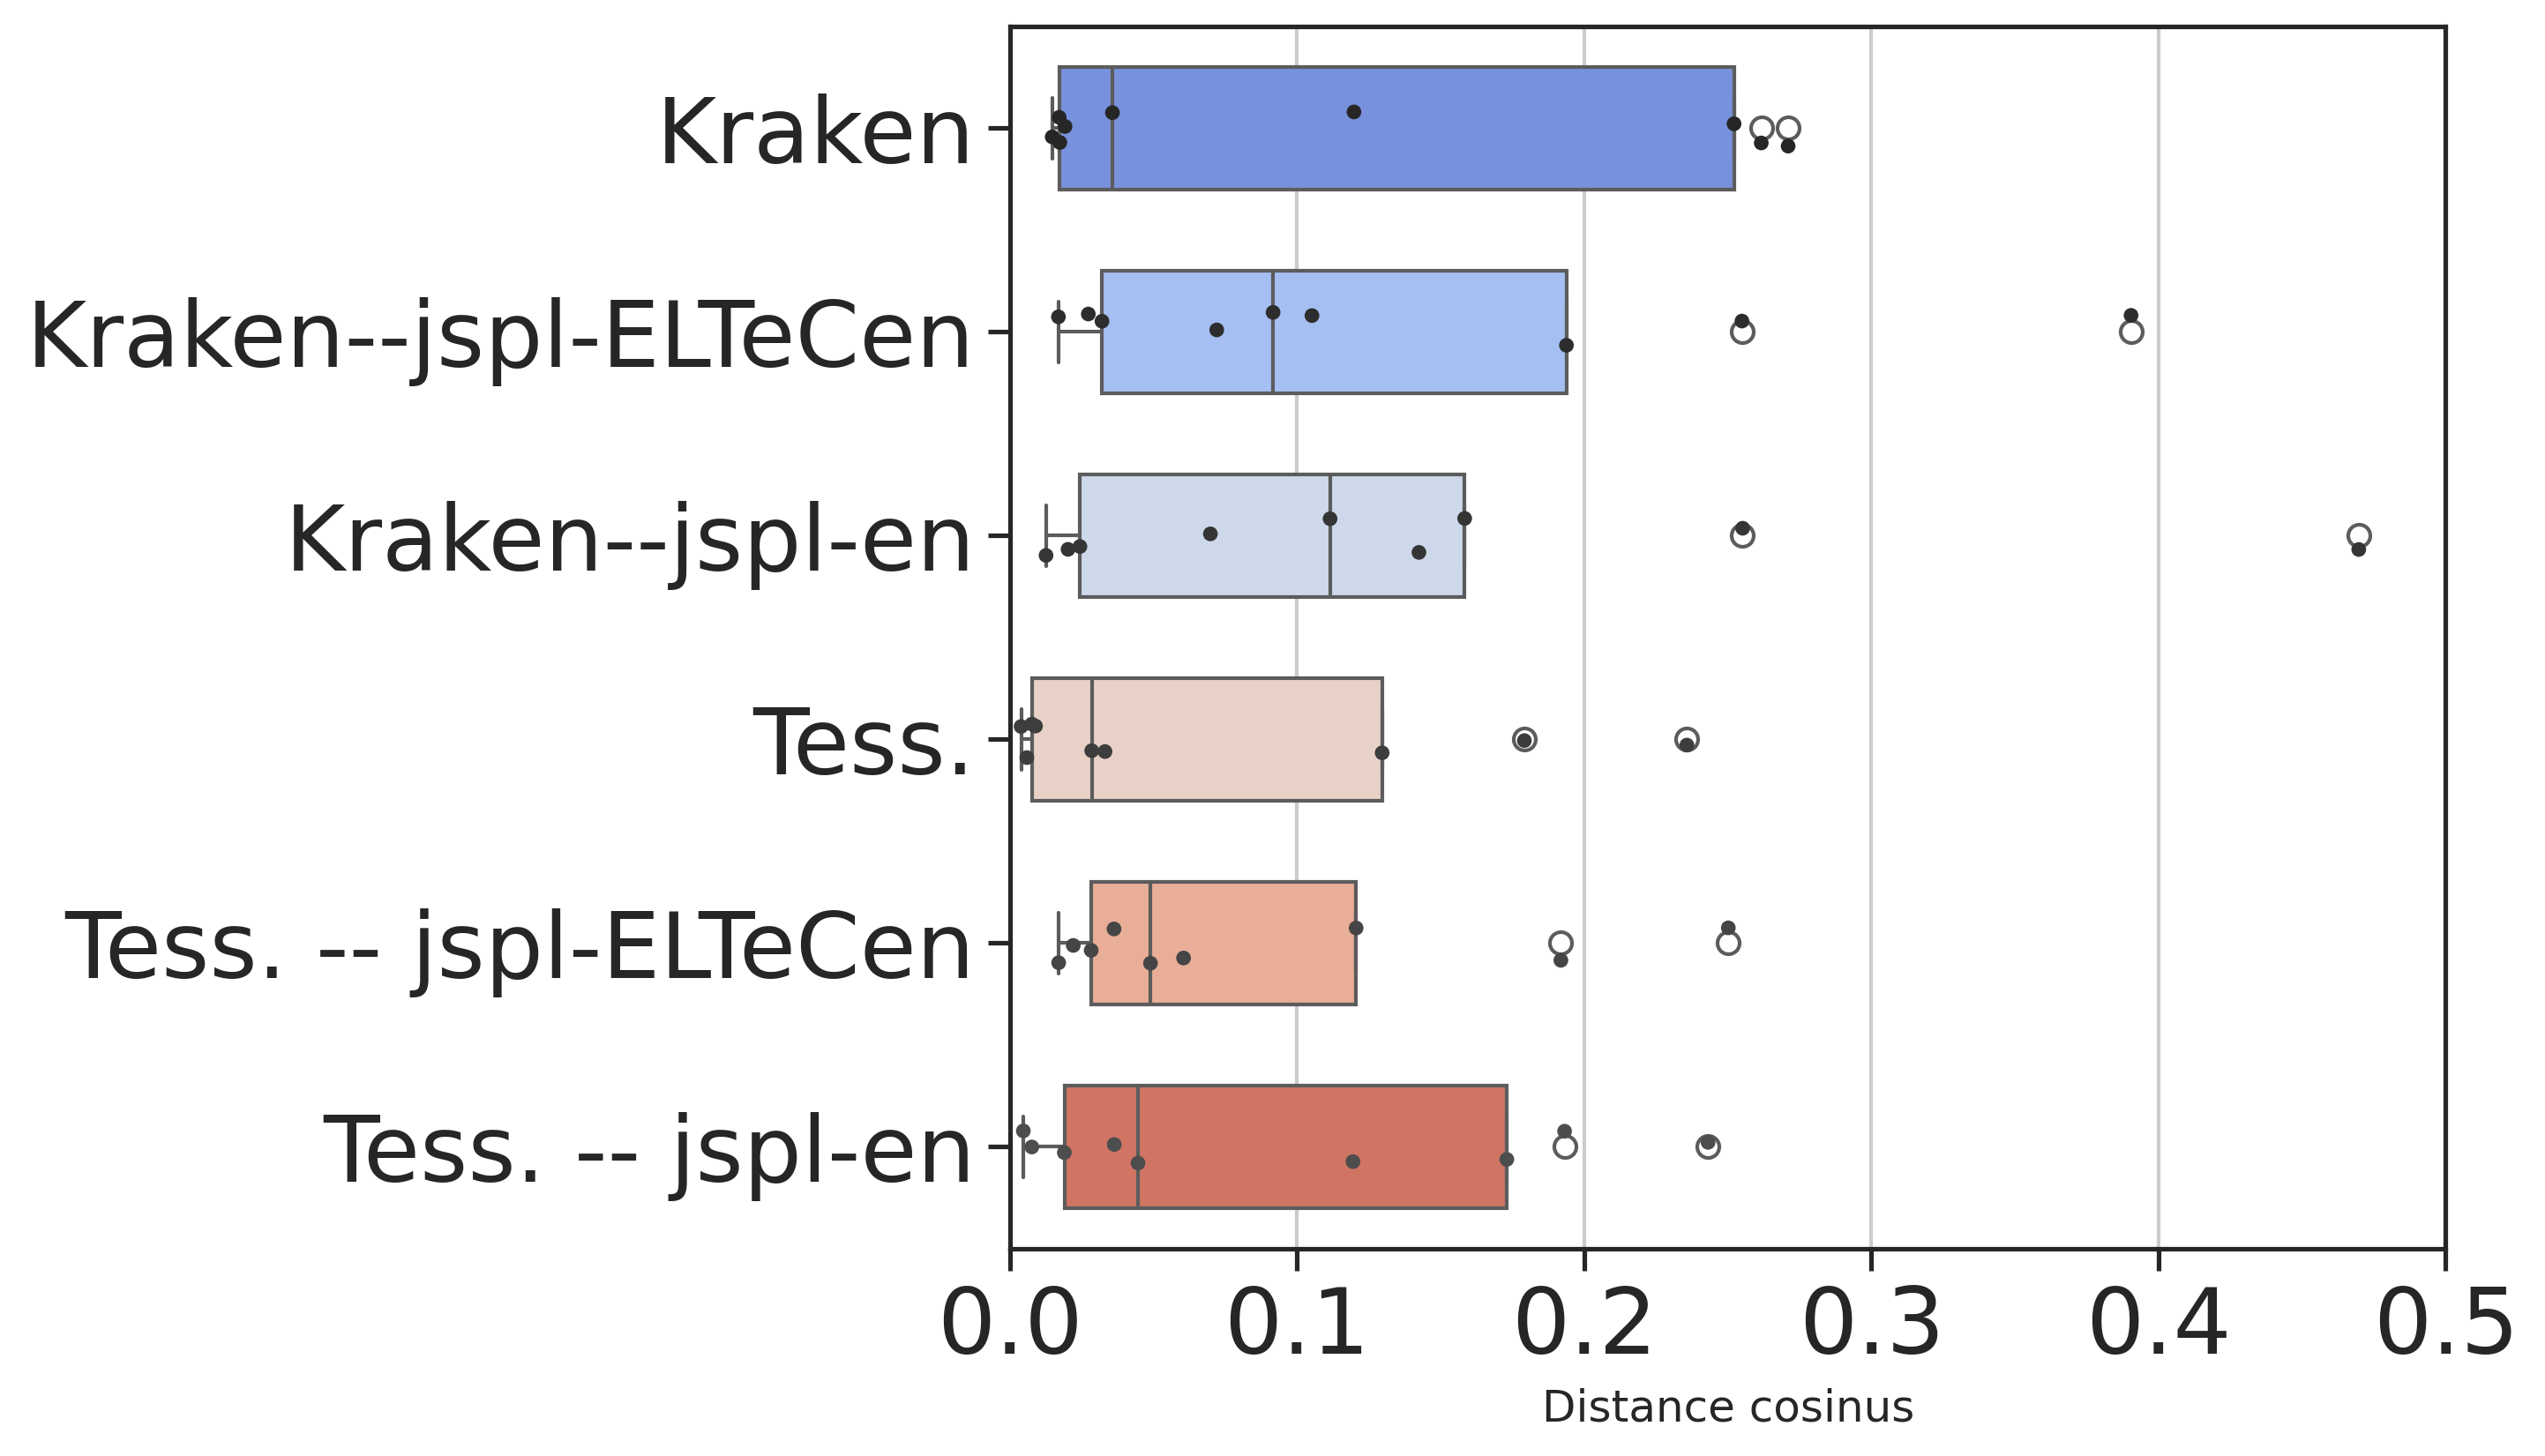 Kraken
Kraken--jspl-ELTeCen
Kraken--jspl-en
Tess.
Tess. -- jspl-ELTeCen
Tess. -- jspl-en
0.0 0.1 0.2 0.3 0.4 0.5
Distance cosinus